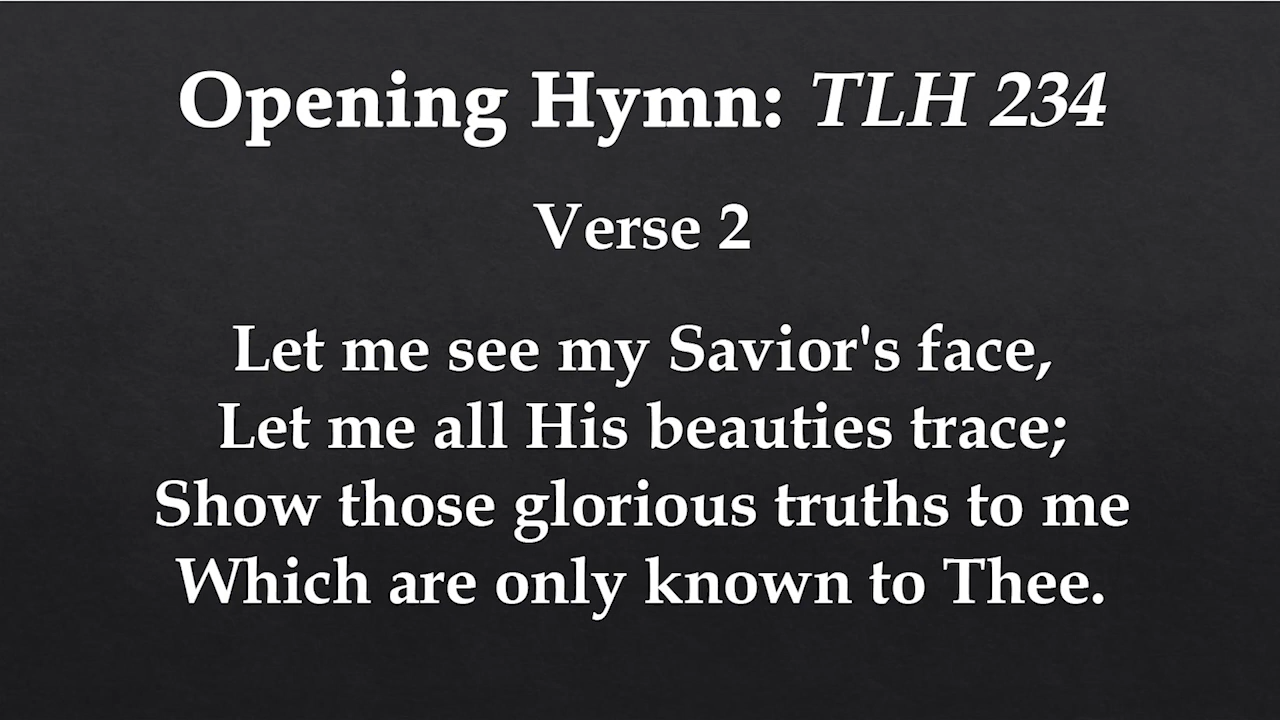 Opening Hymn: TLH 234
Verse 2
Let me see my Savior's face,
Let me all His beauties trace;
Show those glorious truths to me
Which are only known to Thee.